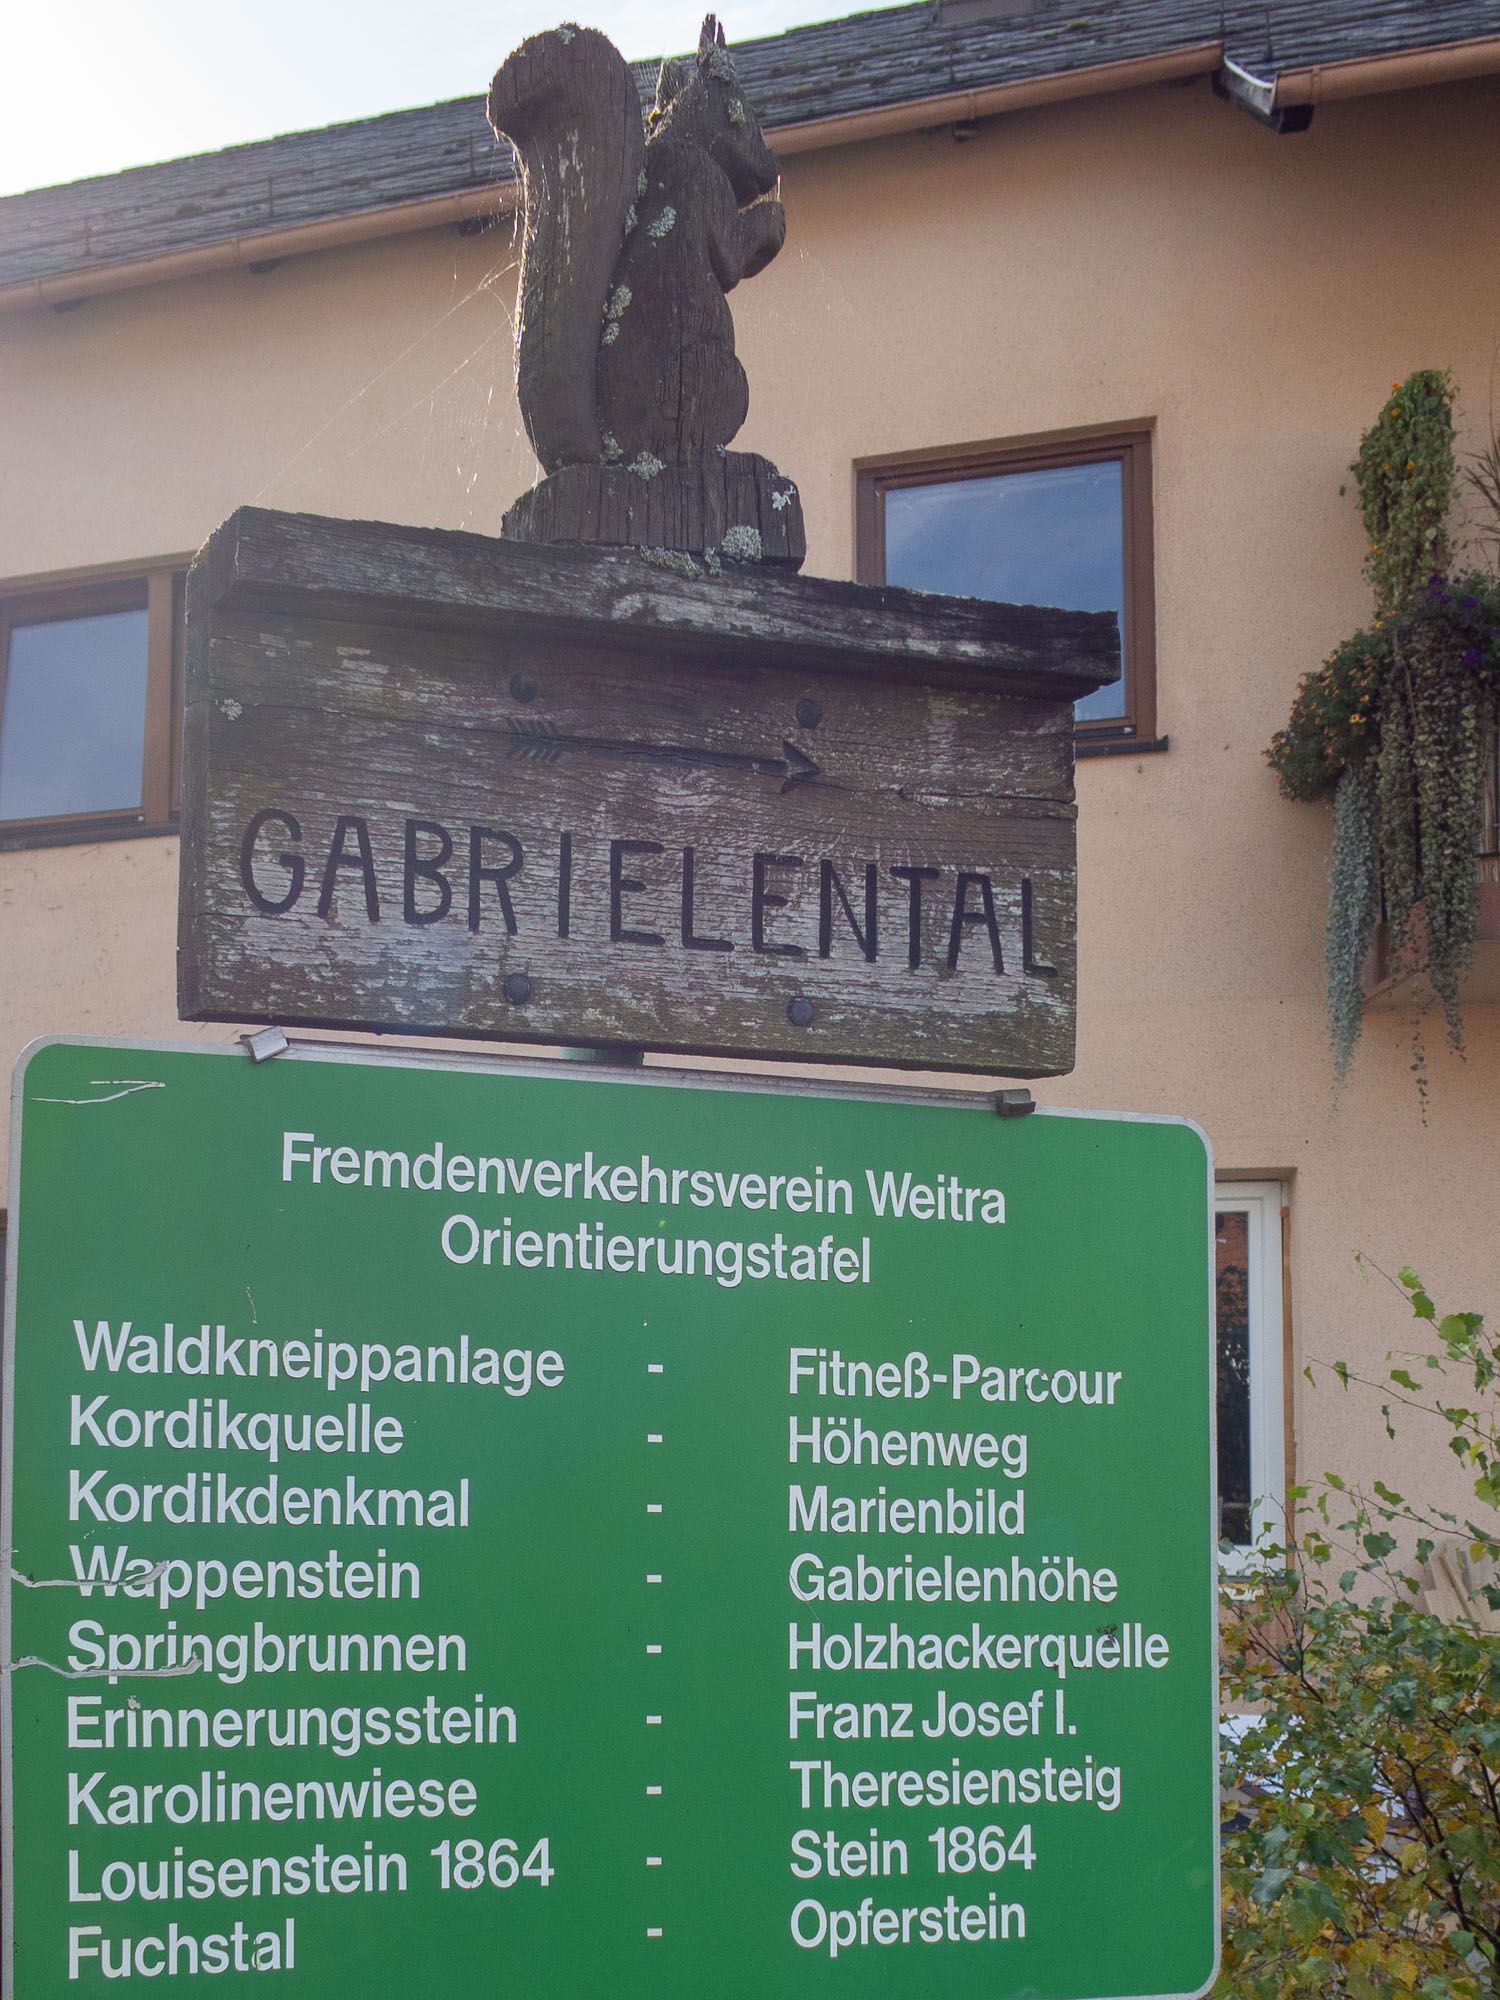 GABRIELENTAL
Fremdenverkehrsverein Weitra
Orientierungstafel
Waldkneippanlage - Fitneß-Parcour
Kordikquelle - Höhenweg
Kordikdenkmal - Marienbild
Wappenstein - Gabrielenhöhe
Springbrunnen - Holzhackerquelle
Erinnerungsstein - Franz Josef I.
Karolinenwiese - Theresiensteig
Louisenstein 1864 - Stein 1864
Fuchstal - Opferstein